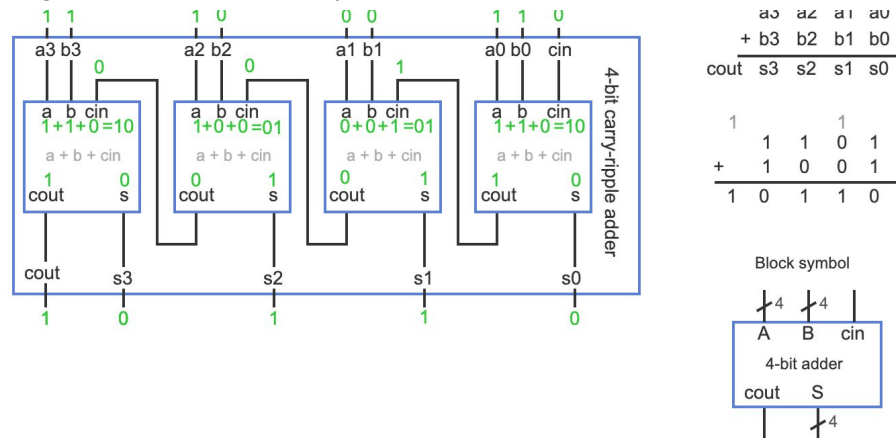 1 1 1 0 0 0 1 1 0
a3 b3 a2 b2 a1 b1 a0 b0 cin
0 0 1
a b cin a b cin a b cin a b cin
1+1+0=10 1+0+0=01 0+0+1=01 1+1+0=10
a + b + cin a + b + cin a + b + cin a + b + cin
1 0 0 1 0 1 1 0
cout s cout s cout s cout s
cout s3 s2 s1 s0
1 0 1 1 0
4-bit carry-ripple adder
a3 a2 a1 a0
+ b3 b2 b1 b0
cout s3 s2 s1 s0
1 1
1 1 0 1
+ 1 0 0 1
1 0 1 1 0
Block symbol
4 4
A B cin
4-bit adder
cout S
4